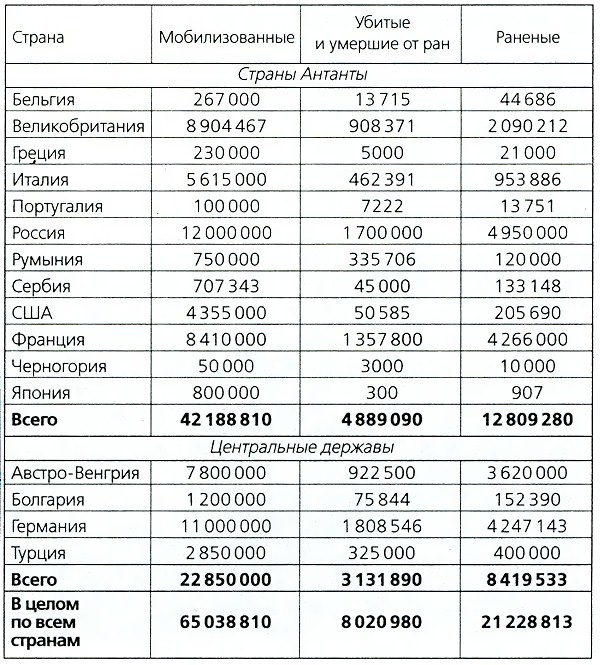 Страна Мобилизованные Убитые и умершие от ран Раненые
Страны Антанты
Бельгия 267 000 13 715 44 686
Великобритания 8 904 467 908 371 2 090 212
Греция 230 000 5000 21 000
Италия 5 615 000 462 391 953 886
Португалия 100 000 7222 13 751
Россия 12 000 000 1 700 000 4 950 000
Румыния 750 000 335 706 120 000
Сербия 707 343 45 000 133 148
США 4 355 000 50 585 205 690
Франция 8 410 000 1 357 800 4 266 000
Черногория 50 000 3000 10 000
Япония 800 000 300 907
Всего 42 188 810 4 889 090 12 809 280
Центральные державы
Австро-Венгрия 7 800 000 922 500 3 620 000
Болгария 1 200 000 75 844 152 390
Германия 11 000 000 1 808 546 4 247 143
Турция 2 850 000 325 000 400 000
Всего 22 850 000 3 131 890 8 419 533
В целом по всем странам 65 038 810 8 020 980 21 228 813